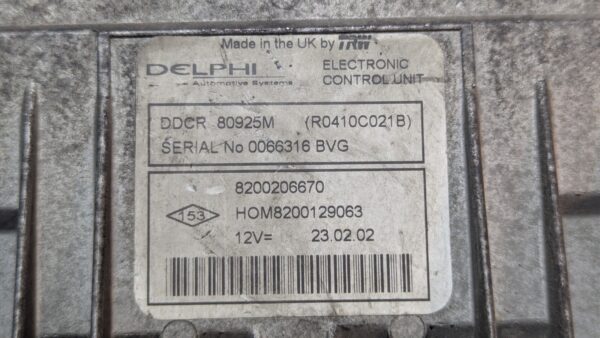 Made in the UK by TRW
DELPHI
Automotive Systems
ELECTRONIC
CONTROL UNIT
DDCR 80925M (R0410C021B)
SERIAL No 0066316 BVG
8200206670
153
HOM8200129063
12V= 23.02.02